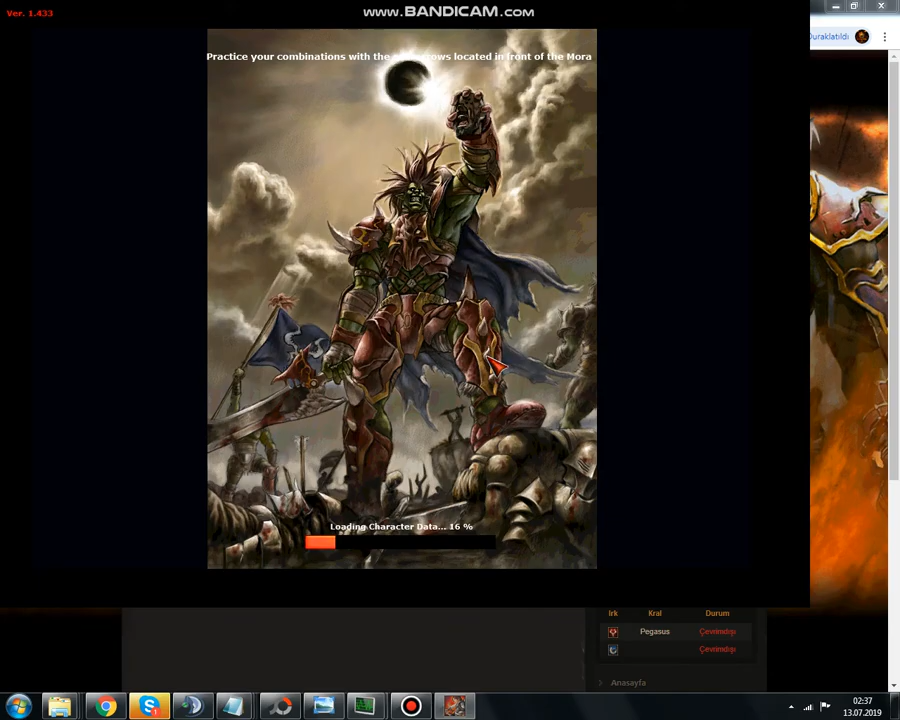 Ver. 1.433
www.BANDICAM.com
Duraklatıldı
Practice your combinations with the rows located in front of the Mora
Loading Character Data... 16 %
Irk Kral Durum
Pegasus Çevrimdışı
Çevrimdışı
Anasayfa
1
02:37
13.07.2019